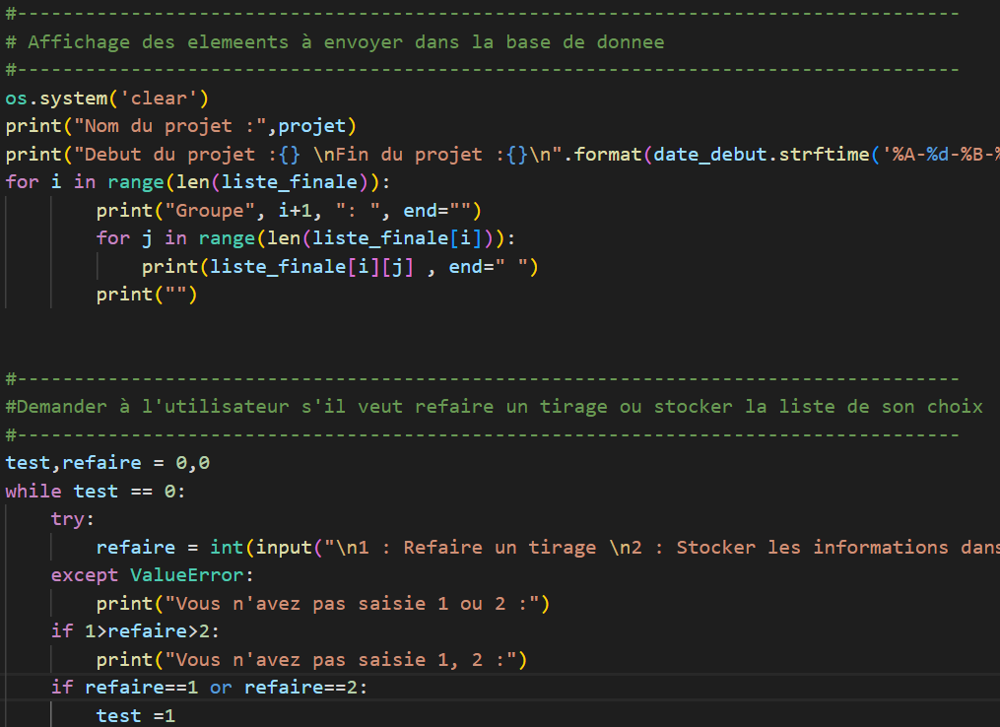 #-----------------------------------------------------------------------------------
# Affichage des elemeents à envoyer dans la base de donnee
#-----------------------------------------------------------------------------------
os.system('clear')
print("Nom du projet :",projet)
print("Debut du projet :{} \nFin du projet :{}\n".format(date_debut.strftime('%A-%d-%B-%
for i in range(len(liste_finale)):
        print("Groupe", i+1, ": ", end="")
        for j in range(len(liste_finale[i])):
            print(liste_finale[i][j] , end=" ")
        print("")
#-----------------------------------------------------------------------------------
#Demander à l'utilisateur s'il veut refaire un tirage ou stocker la liste de son choix
#-----------------------------------------------------------------------------------
test,refaire = 0,0
while test == 0:
    try:
        refaire = int(input("\n1 : Refaire un tirage \n2 : Stocker les informations dans
    except ValueError:
        print("Vous n'avez pas saisie 1 ou 2 :")
    if 1>refaire>2:
        print("Vous n'avez pas saisie 1, 2 :")
    if refaire==1 or refaire==2:
        test =1